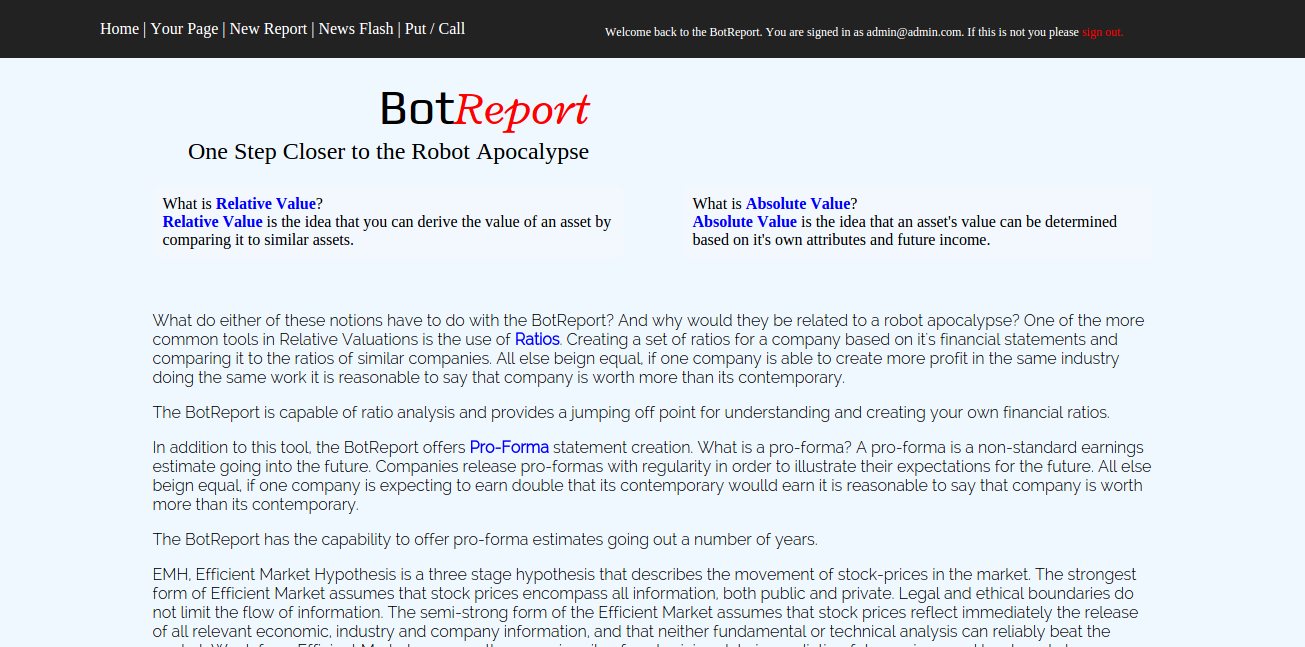 Home | Your Page | New Report | News Flash | Put / Call
Welcome back to the BotReport. You are signed in as admin@admin.com. If this is not you please sign out.
BotReport
One Step Closer to the Robot Apocalypse
What is Relative Value?
Relative Value is the idea that you can derive the value of an asset by
comparing it to similar assets.
What is Absolute Value?
Absolute Value is the idea that an asset's value can be determined
based on it's own attributes and future income.
What do either of these notions have to do with the BotReport? And why would they be related to a robot apocalypse? One of the more
common tools in Relative Valuations is the use of Ratios. Creating a set of ratios for a company based on it's financial statements and
comparing it to the ratios of similar companies. All else beign equal, if one company is able to create more profit in the same industry
doing the same work it is reasonable to say that company is worth more than its contemporary.
The BotReport is capable of ratio analysis and provides a jumping off point for understanding and creating your own financial ratios.
In addition to this tool, the BotReport offers Pro-Forma statement creation. What is a pro-forma? A pro-forma is a non-standard earnings
estimate going into the future. Companies release pro-formas with regularity in order to illustrate their expectations for the future. All else
beign equal, if one company is expecting to earn double that its contemporary woulld earn it is reasonable to say that company is worth
more than its contemporary.
The BotReport has the capability to offer pro-forma estimates going out a number of years.
EMH, Efficient Market Hypothesis is a three stage hypothesis that describes the movement of stock-prices in the market. The strongest
form of Efficient Market assumes that stock prices encompass all information, both public and private. Legal and ethical boundaries do
not limit the flow of information. The semi-strong form of the Efficient Market assumes that stock prices reflect immediately the release
of all relevant economic, industry and company information, and that neither fundamental or technical analysis can reliably beat the